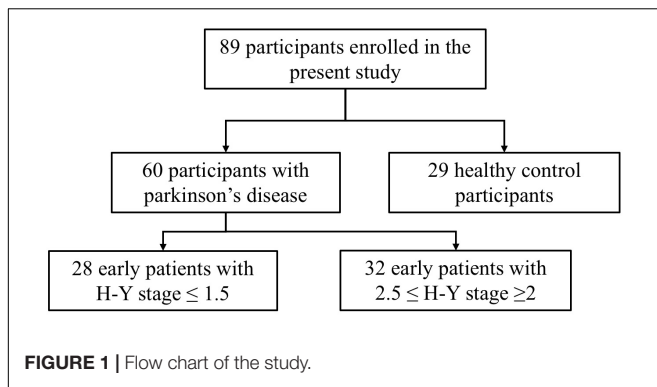 89 participants enrolled in the
present study
60 participants with
parkinson's disease
29 healthy control
participants
28 early patients with
H-Y stage ≤ 1.5
32 early patients with
2.5 ≤ H-Y stage ≥2
FIGURE 1 | Flow chart of the study.